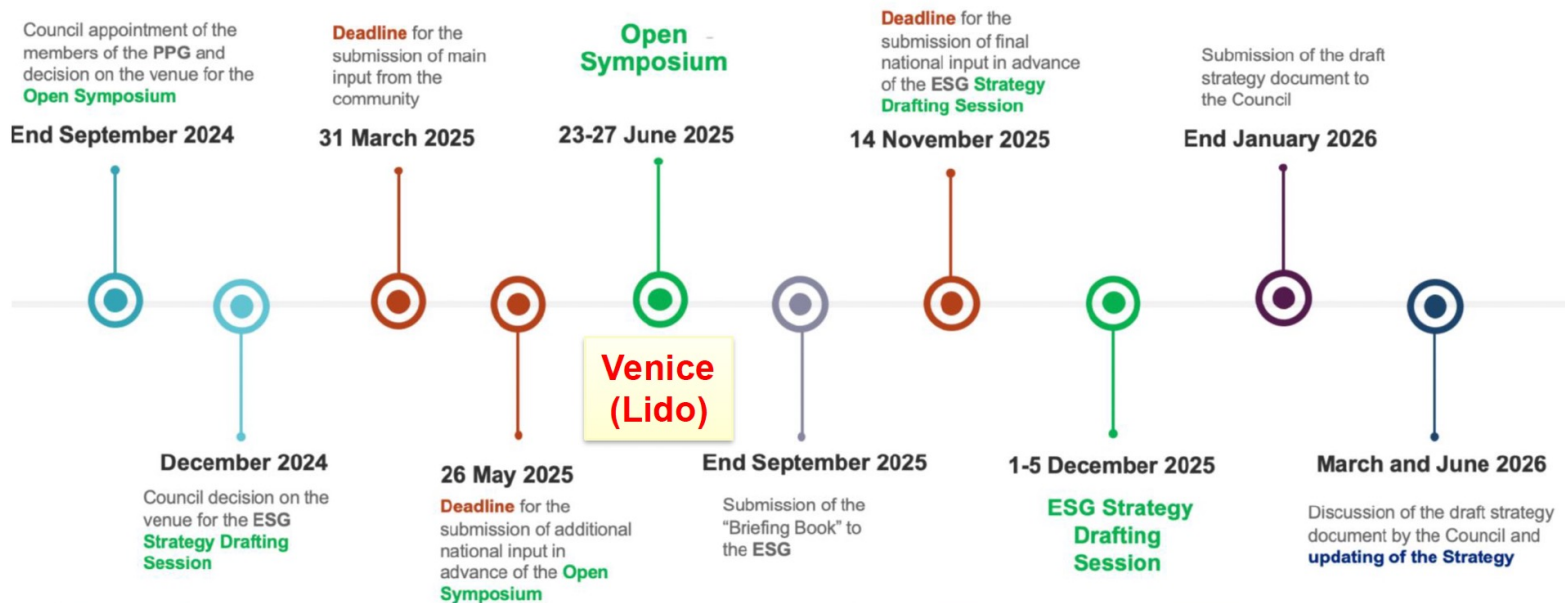 Council appointment of the
members of the PPG and
decision on the venue for the
Open Symposium
End September 2024
Deadline for the
submission of main
input from the
community
31 March 2025
Open
Symposium
23-27 June 2025
Deadline for the
submission of final
national input in advance
of the ESG Strategy
Drafting Session
14 November 2025
Submission of the draft
strategy document to
the Council
End January 2026
Venice
(Lido)
December 2024
Council decision on the
venue for the ESG
Strategy Drafting
Session
26 May 2025
Deadline for the
submission of additional
national input in
advance of the Open
Symposium
End September 2025
Submission of the
“Briefing Book” to
the ESG
1-5 December 2025
ESG Strategy
Drafting
Session
March and June 2026
Discussion of the draft strategy
document by the Council and
updating of the Strategy